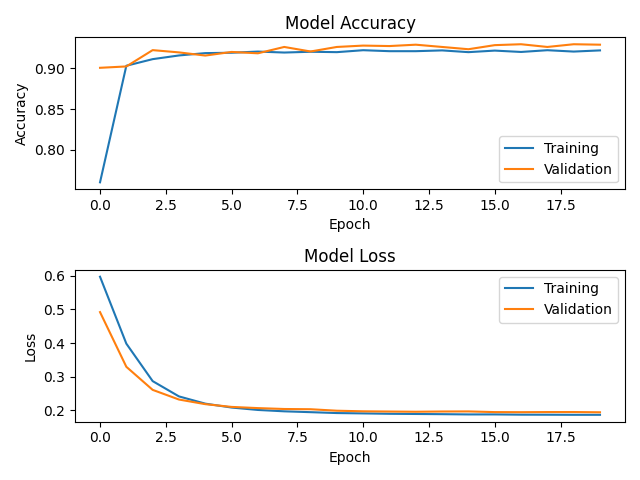 Model Accuracy
0.90
0.85
0.80
Accuracy
Training
Validation
0.0 2.5 5.0 7.5 10.0 12.5 15.0 17.5
Epoch
Model Loss
0.6
0.5
0.4
0.3
0.2
Loss
Training
Validation
0.0 2.5 5.0 7.5 10.0 12.5 15.0 17.5
Epoch